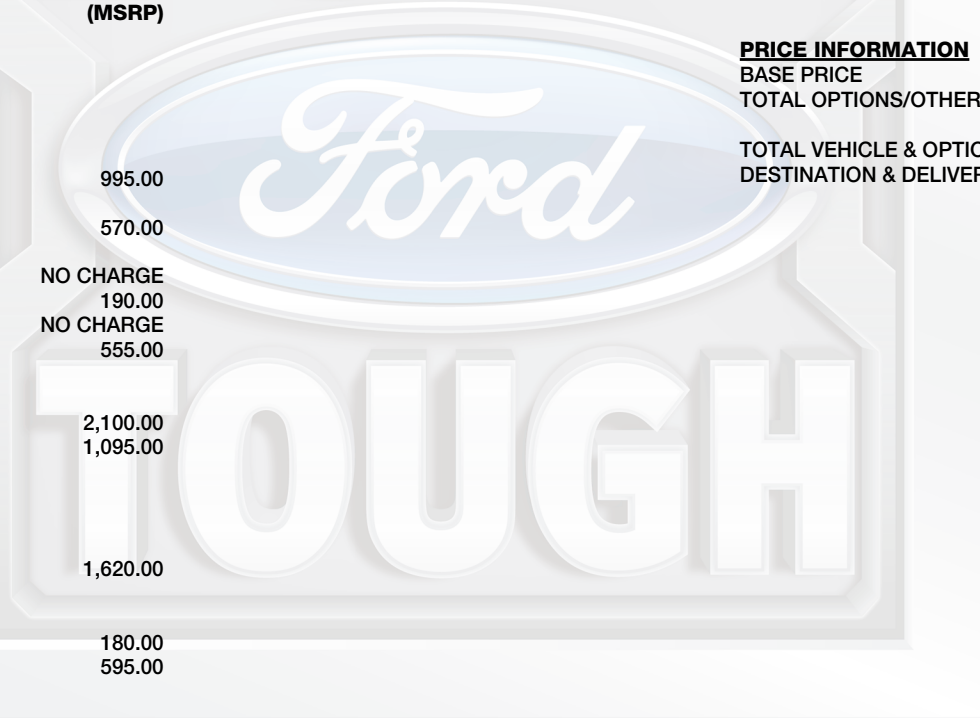 (MSRP)
995.00
570.00
NO CHARGE
190.00
NO CHARGE
555.00
2,100.00
1,095.00
1,620.00
180.00
595.00
PRICE INFORMATION
BASE PRICE
TOTAL OPTIONS/OTHER
TOTAL VEHICLE & OPTIO
DESTINATION & DELIVER
Ford
TOUGH